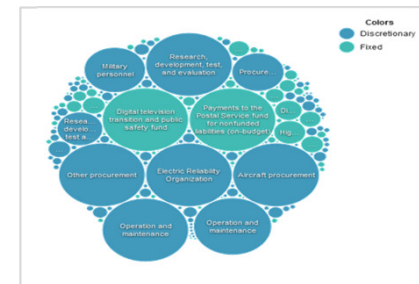 Colors
Discretionary
Fixed
Military
personnel
Research,
development, test,
and evaluation
Procure...
Digital television
transition and public
safety fund
Payments to the
Postal Service fund
for nonfunded
liabilities (on-budget)
Di...
Hig...
Resea...
develo...
test a...
Other procurement
Electric Reliability
Organization
Aircraft procurement
Operation and
maintenance
Operation and
maintenance